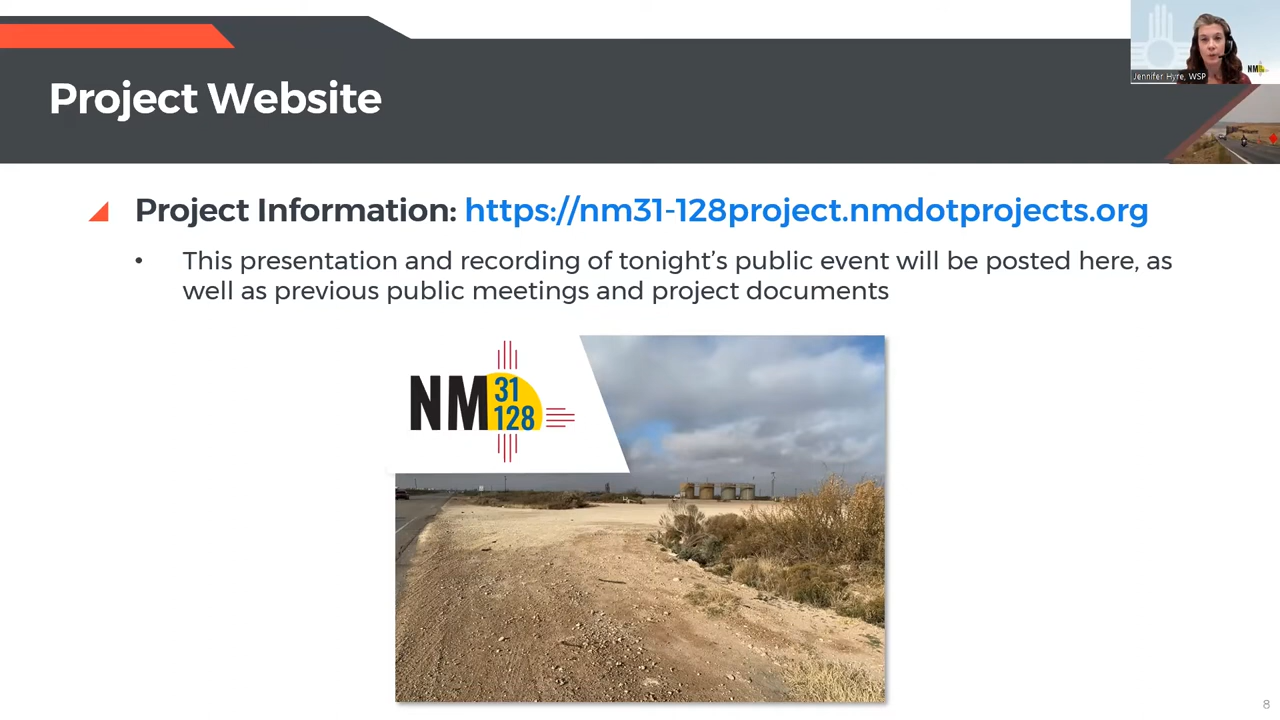 Project Website
Jennifer Hyre, WSP
NM
Project Information: https://nm31-128project.nmdotprojects.org
• This presentation and recording of tonight's public event will be posted here, as
well as previous public meetings and project documents
NM 31
128
8